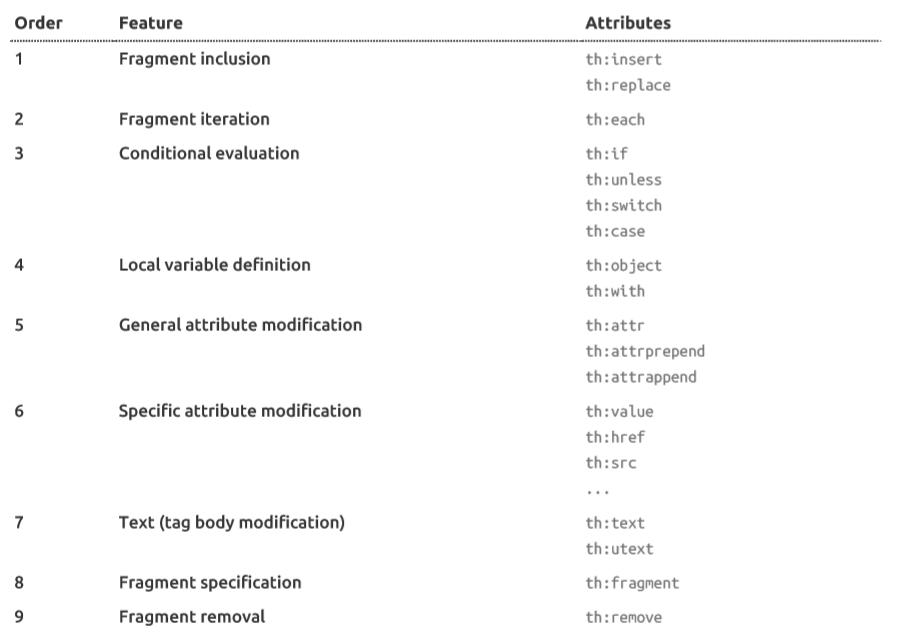 Order Feature Attributes
1 Fragment inclusion th:insert
th:replace
2 Fragment iteration th:each
3 Conditional evaluation th:if
th:unless
th:switch
th:case
4 Local variable definition th:object
th:with
5 General attribute modification th:attr
th:attrprepend
th:attrappend
6 Specific attribute modification th:value
th:href
th:src
...
7 Text (tag body modification) th:text
th:utext
8 Fragment specification th:fragment
9 Fragment removal th:remove